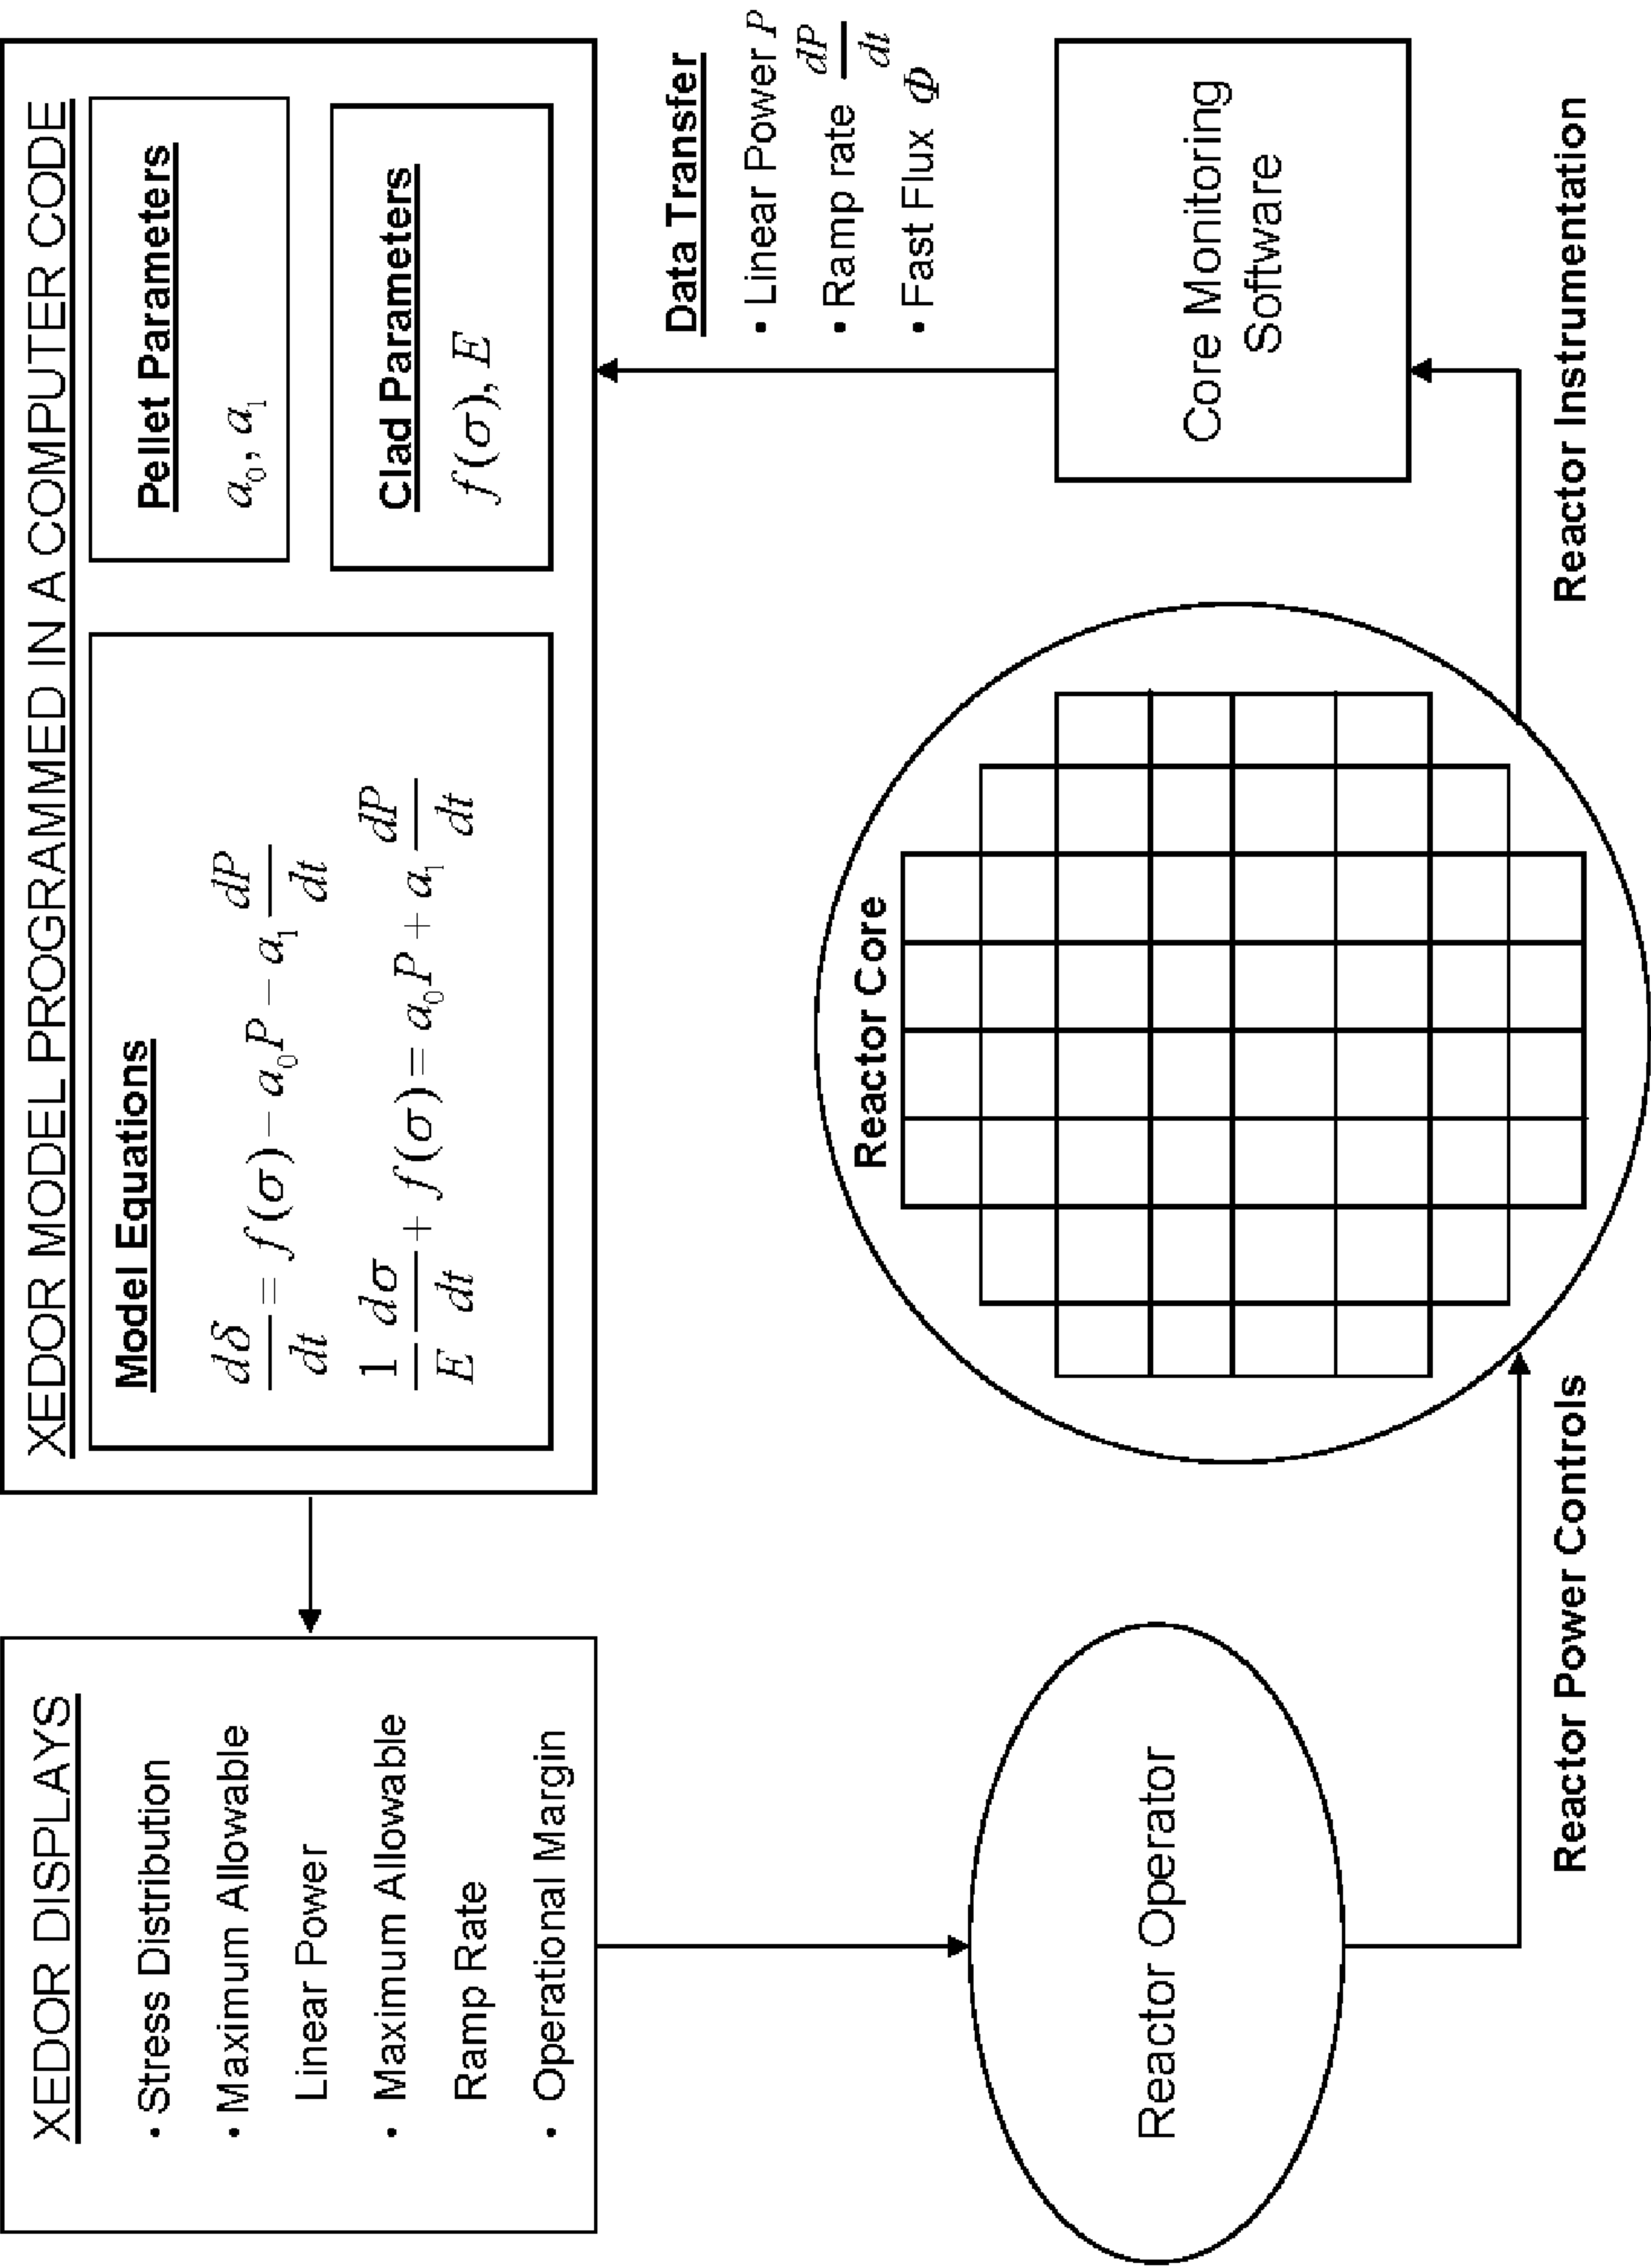 XEDOR DISPLAYS
• Stress Distribution
• Maximum Allowable
Linear Power
• Maximum Allowable
Ramp Rate
• Operational Margin
XEDOR MODEL PROGRAMMED IN A COMPUTER CODE
Model Equations
dδ/dt = f(σ) − a₀P − a₁ dP/dt
1/E dσ/dt + f(σ) = a₀P + a₁ dP/dt
Pellet Parameters
a₀, a₁
Clad Parameters
f(σ), E
Data Transfer
• Linear Power P
• Ramp rate dP/dt
• Fast Flux Φ
Reactor Operator
Reactor Core
Core Monitoring
Software
Reactor Power Controls
Reactor Instrumentation